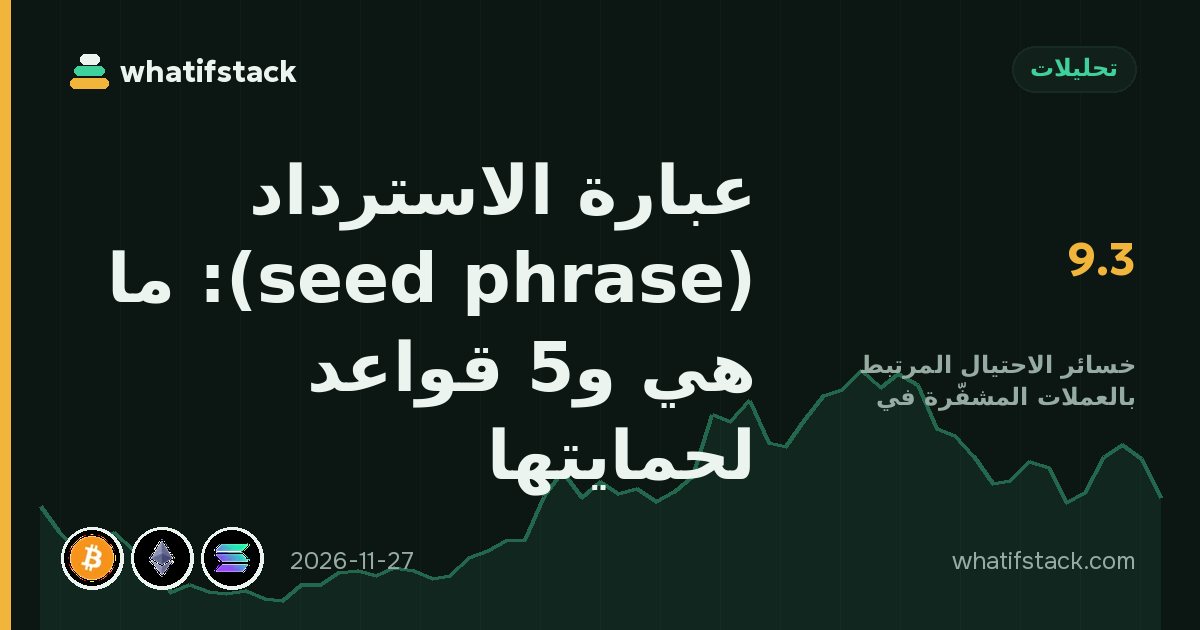 whatifstack
تحليلات
عبارة الاسترداد
(seed phrase): ما
هي و5 قواعد
لحمايتها
9.3
خسائر الاحتيال المرتبط
بالعملات المشفّرة في
2026-11-27
whatifstack.com